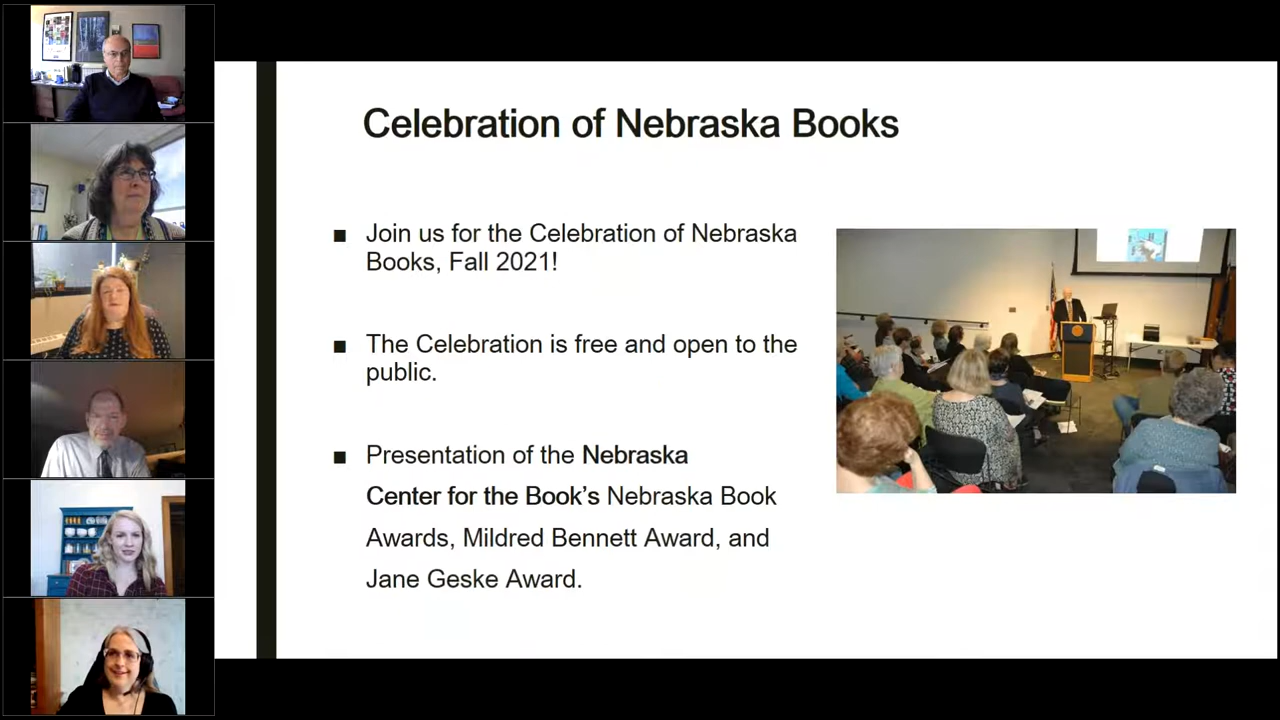 Celebration of Nebraska Books
■ Join us for the Celebration of Nebraska
Books, Fall 2021!
■ The Celebration is free and open to the
public.
■ Presentation of the Nebraska
Center for the Book’s Nebraska Book
Awards, Mildred Bennett Award, and
Jane Geske Award.